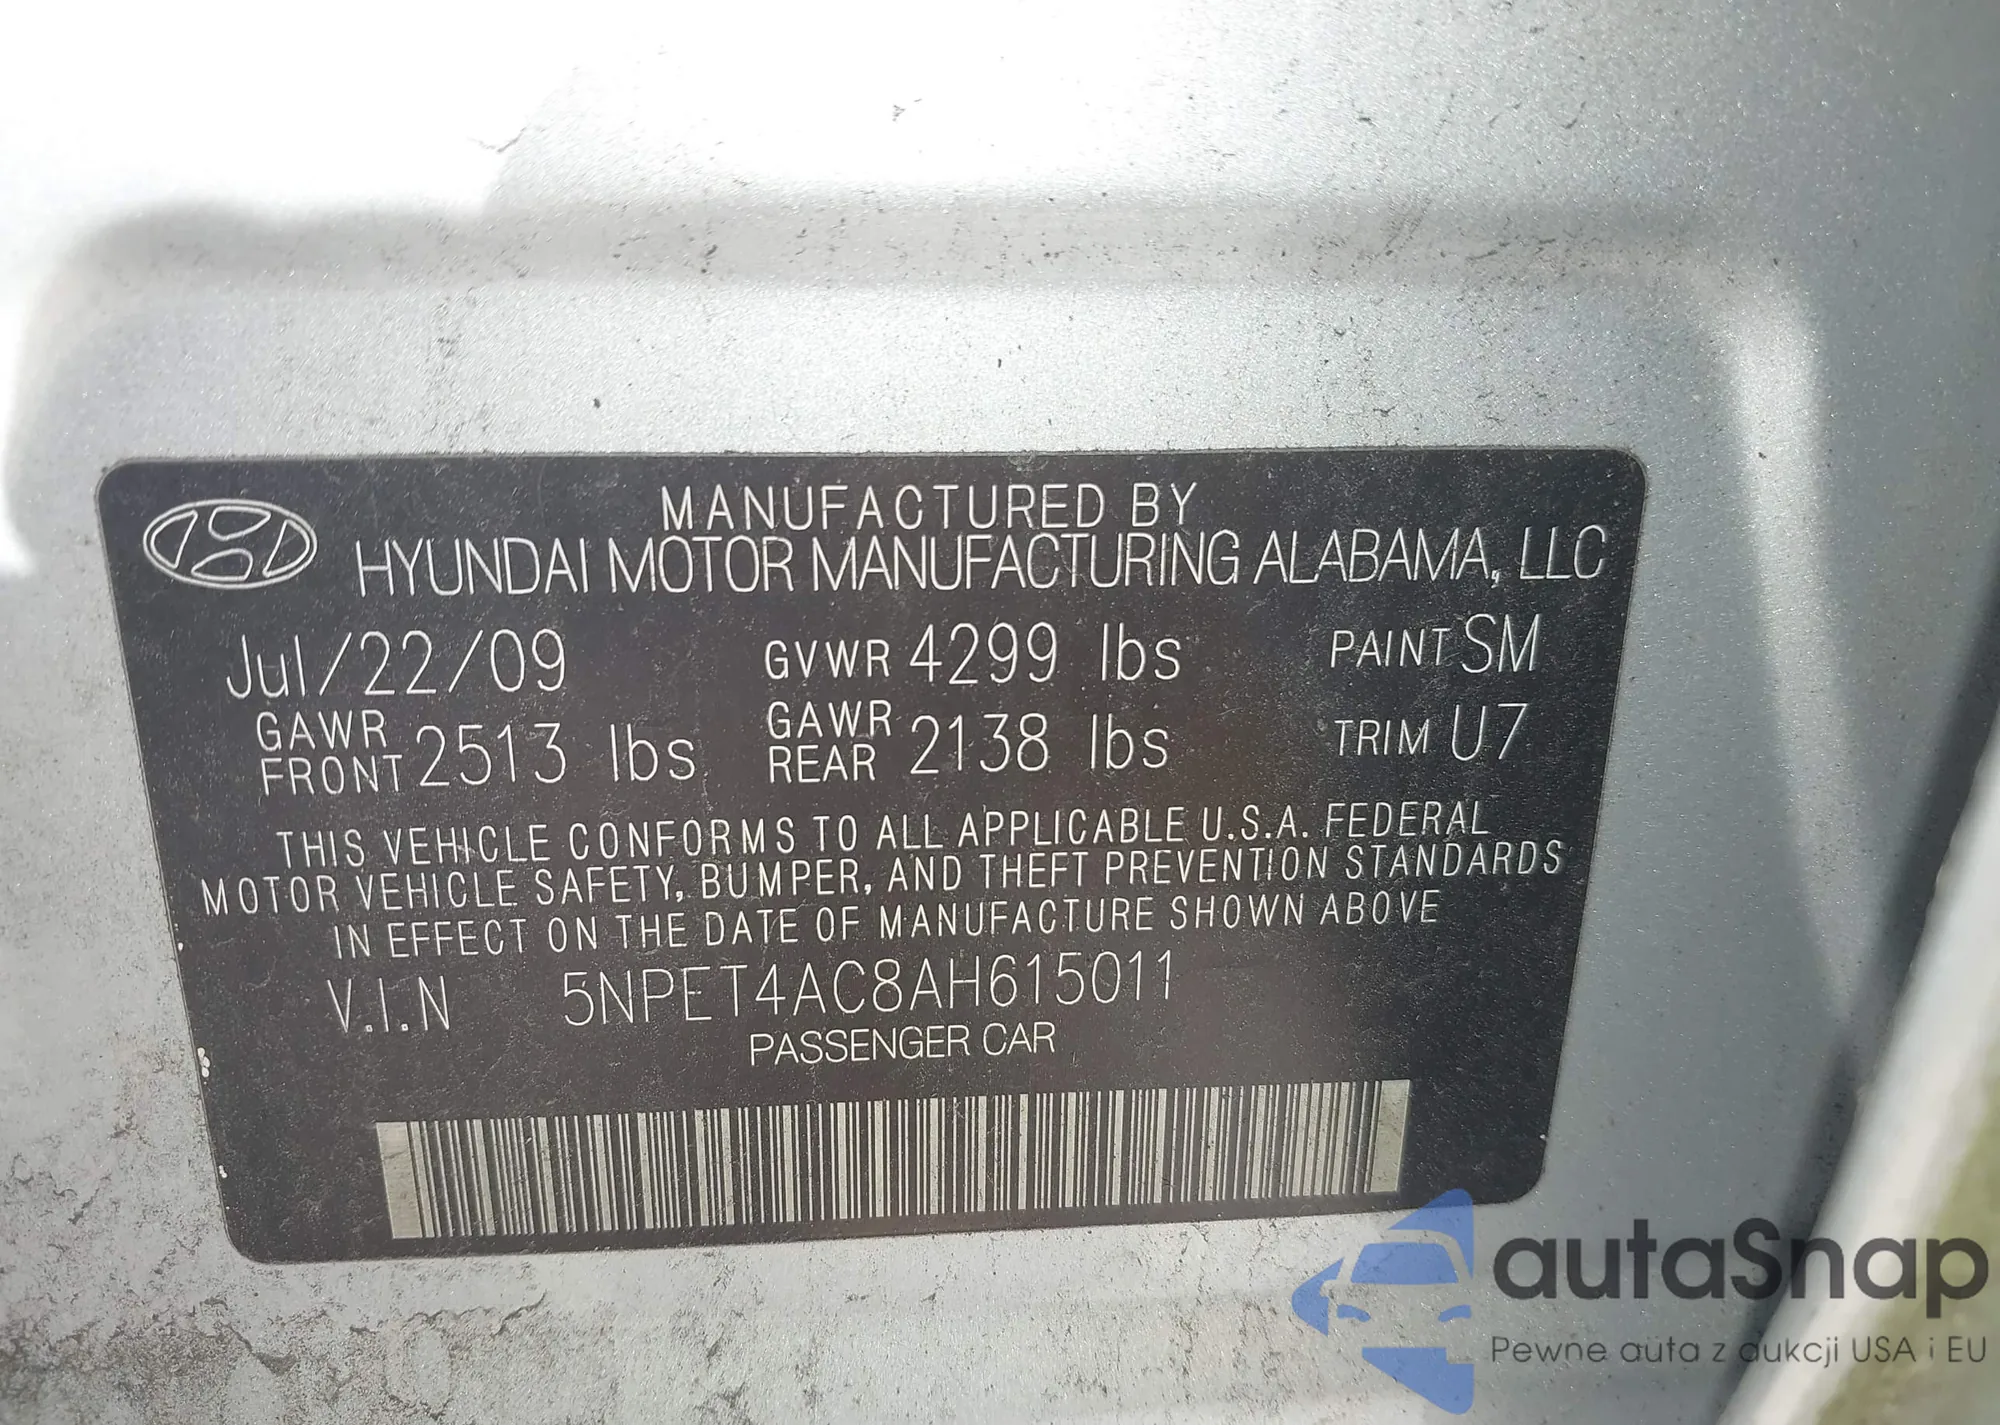 MANUFACTURED BY
HYUNDAI MOTOR MANUFACTURING ALABAMA, LLC
Jul/22/09 GVWR 4299 lbs PAINT SM
GAWR FRONT 2513 lbs GAWR REAR 2138 lbs TRIM U7
THIS VEHICLE CONFORMS TO ALL APPLICABLE U.S.A. FEDERAL
MOTOR VEHICLE SAFETY, BUMPER, AND THEFT PREVENTION STANDARDS
IN EFFECT ON THE DATE OF MANUFACTURE SHOWN ABOVE
V.I.N 5NPET4AC8AH615011
PASSENGER CAR
autaSnap
Pewne auta z aukcji USA i EU